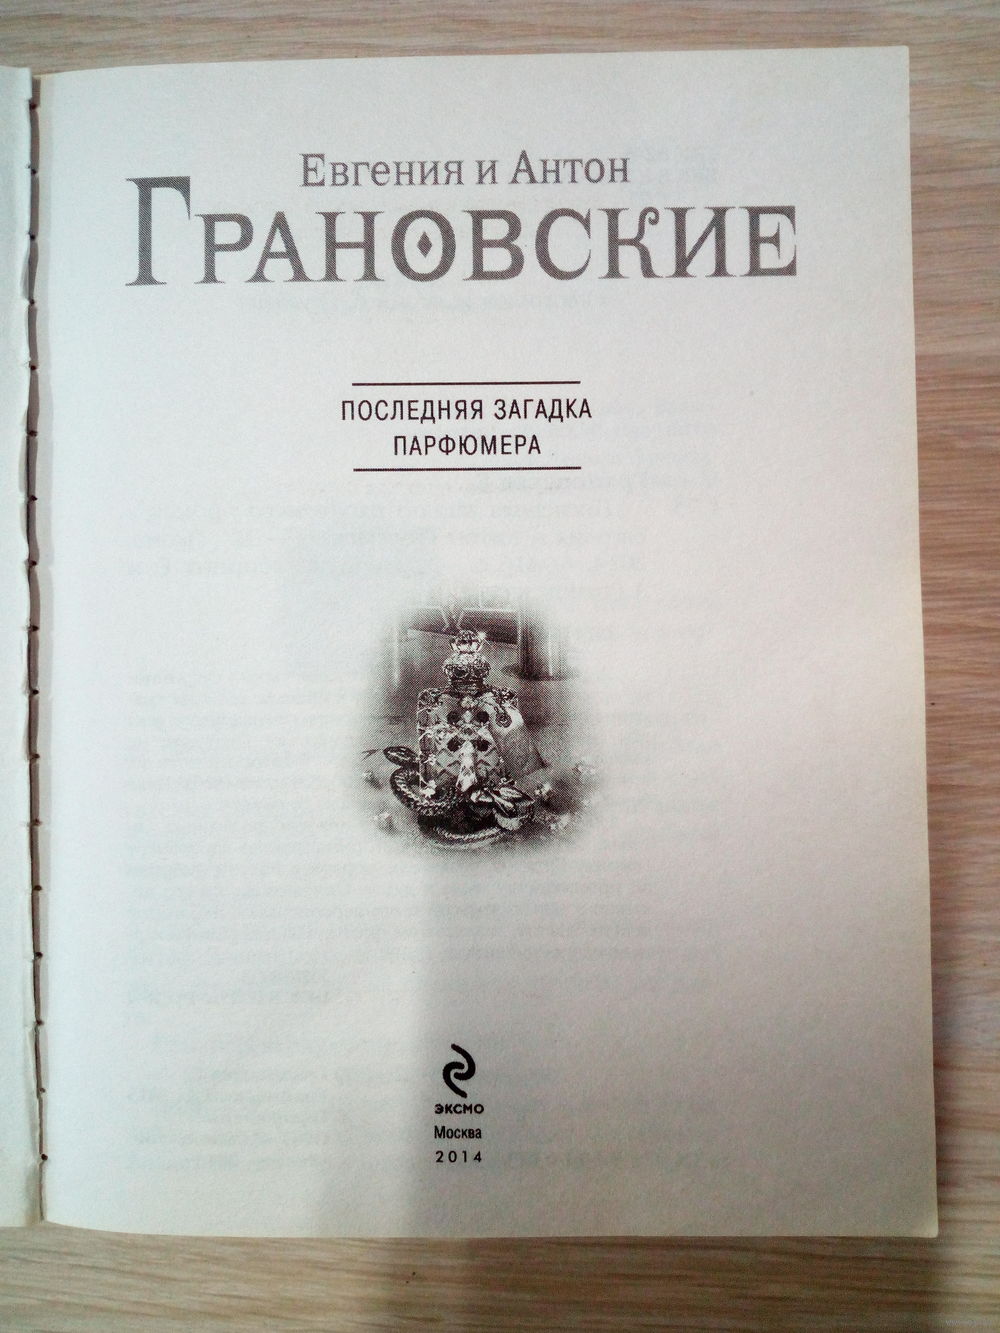 Евгения и Антон
Грановские
ПОСЛЕДНЯЯ ЗАГАДКА
ПАРФЮМЕРА
ЭКСМО
Москва
2014